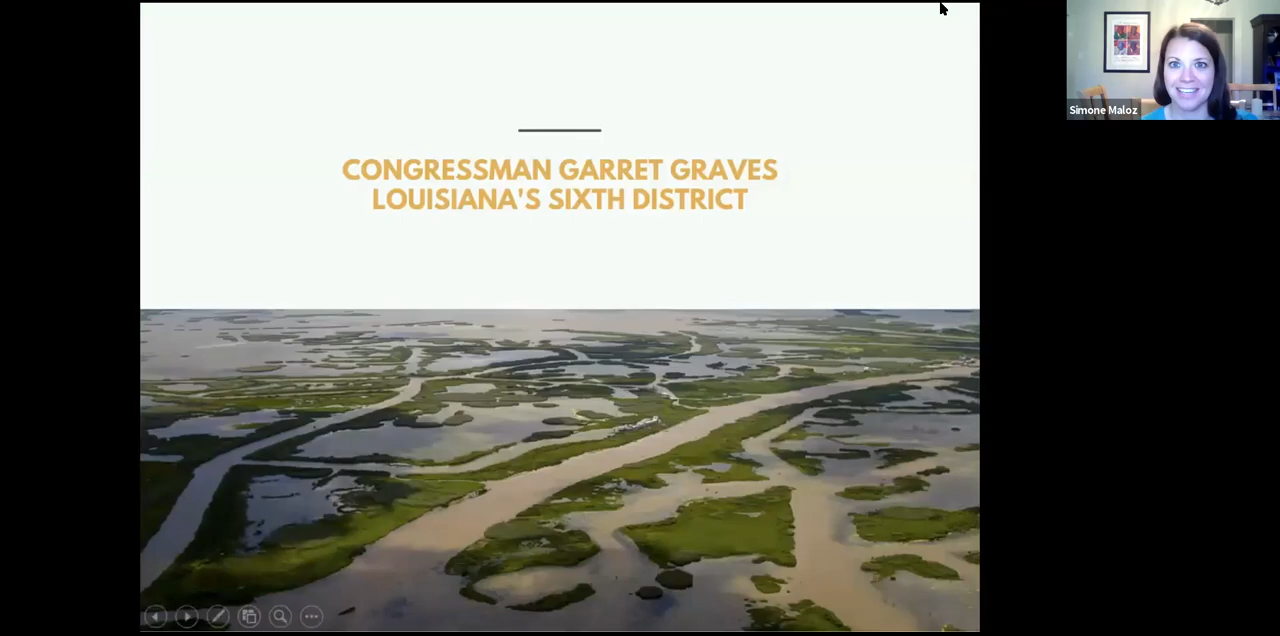 CONGRESSMAN GARRET GRAVES
LOUISIANA'S SIXTH DISTRICT
Simone Maloz